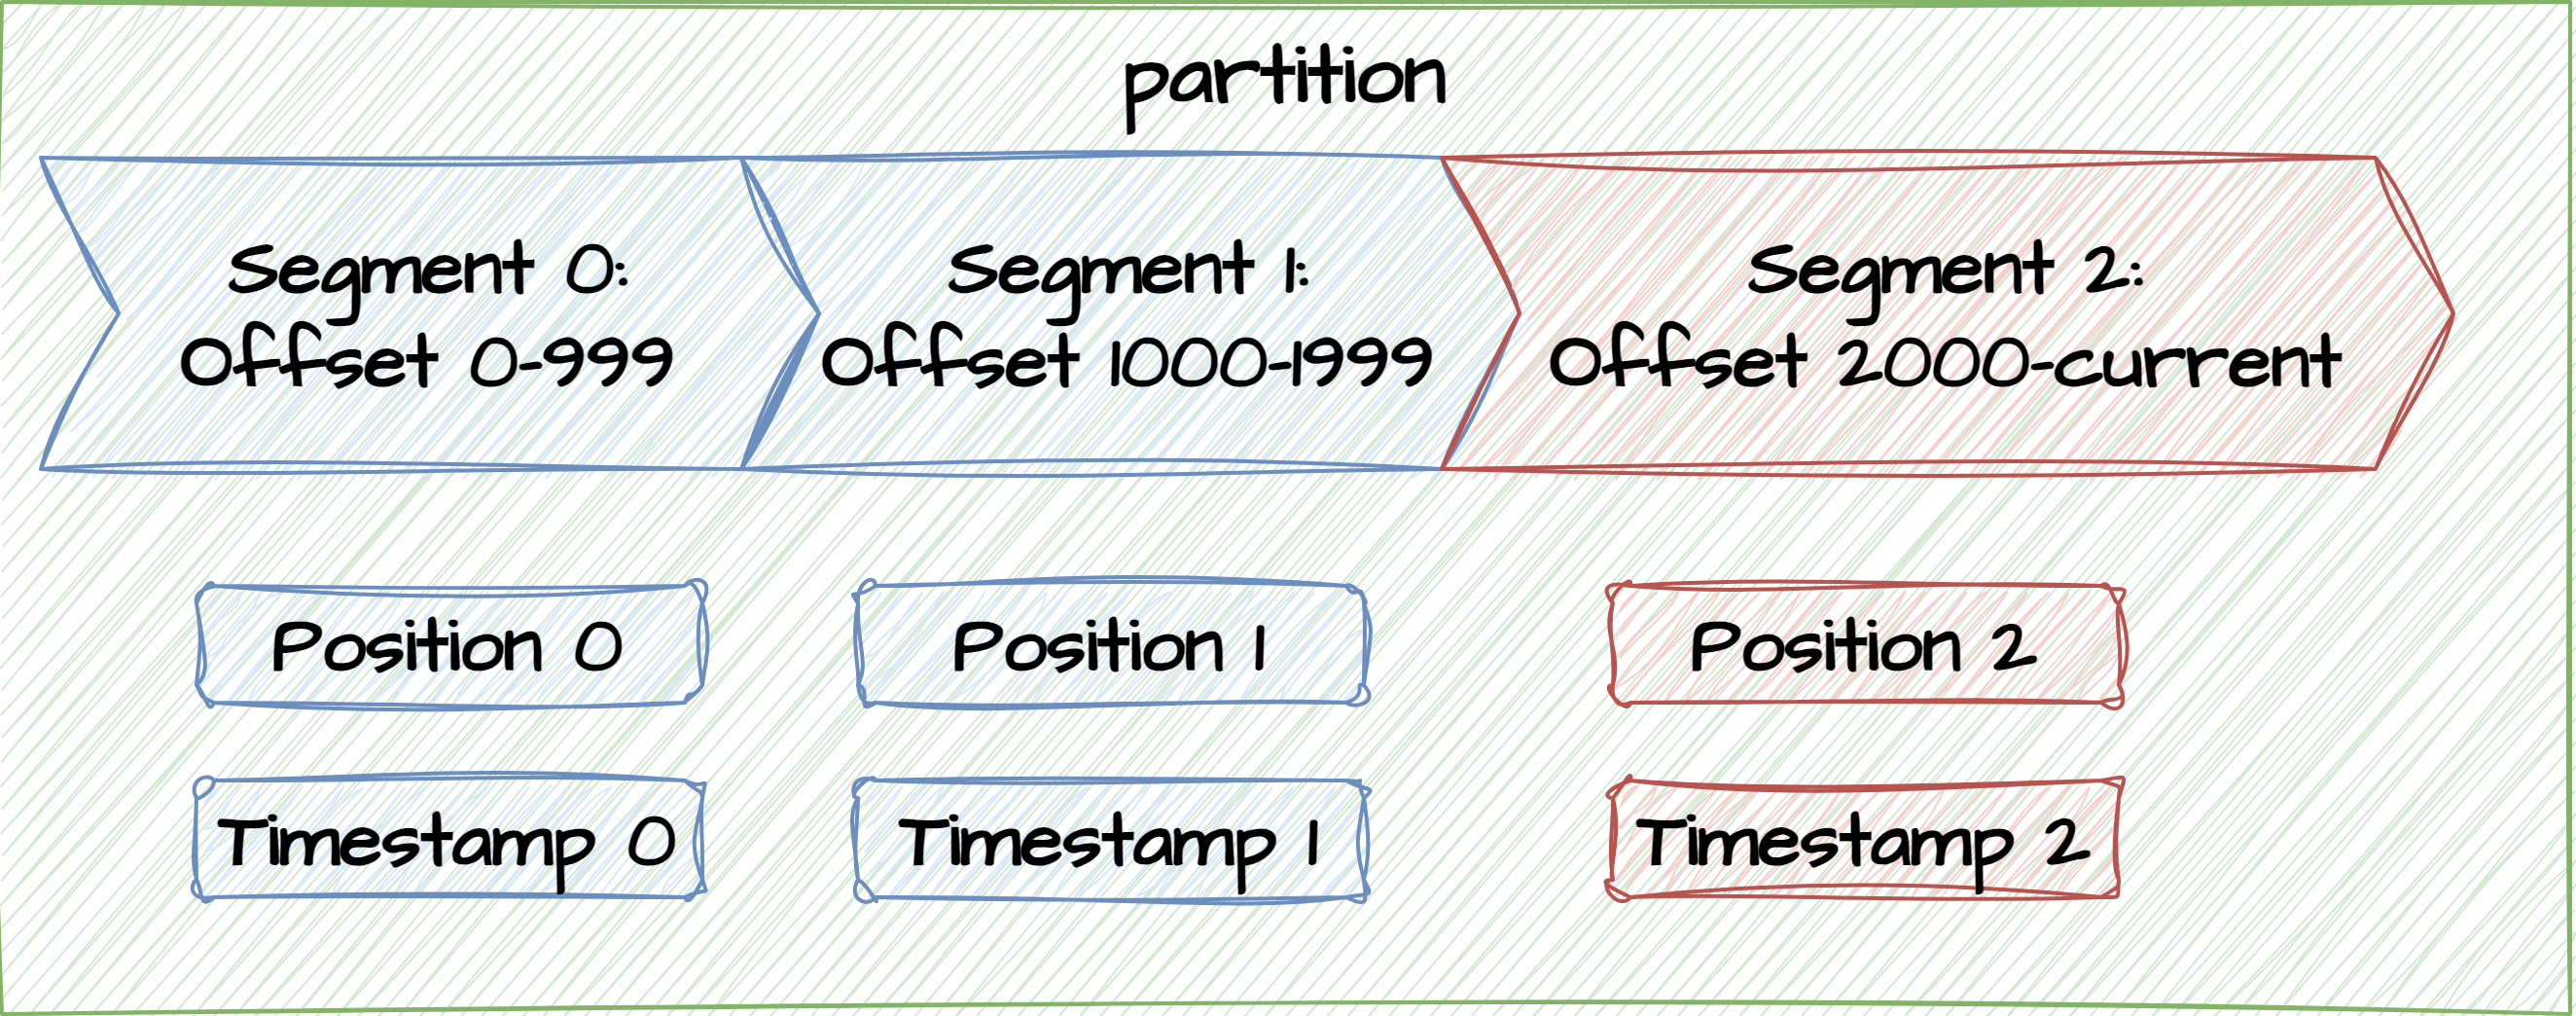 partition
Segment 0:
Offset 0-999
Segment 1:
Offset 1000-1999
Segment 2:
Offset 2000-current
Position 0
Position 1
Position 2
Timestamp 0
Timestamp 1
Timestamp 2